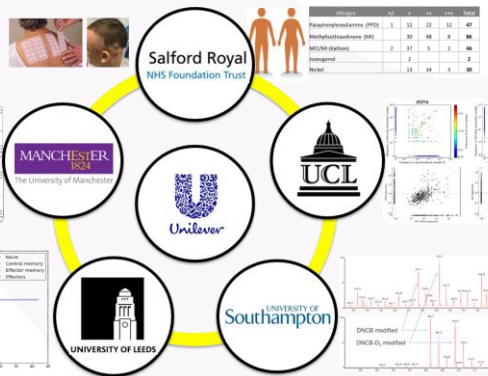 Salford Royal
NHS Foundation Trust
Allergen +/- + ++ +++ Total
Paraphenylenediamine (PPD) 1 12 22 12 47
Methylisothiazolinone (MI) 30 48 8 86
MCI/MI (Kathon) 2 37 5 2 46
Isoeugenol 2 2
Nickel 13 14 3 30
MANCHESTER
1824
The University of Manchester
UCL
alpha
Unilever
Naive
Central memory
Effector memory
Effectors
UNIVERSITY OF LEEDS
UNIVERSITY OF
Southampton
DNCB modified
DNCB-D₃ modified